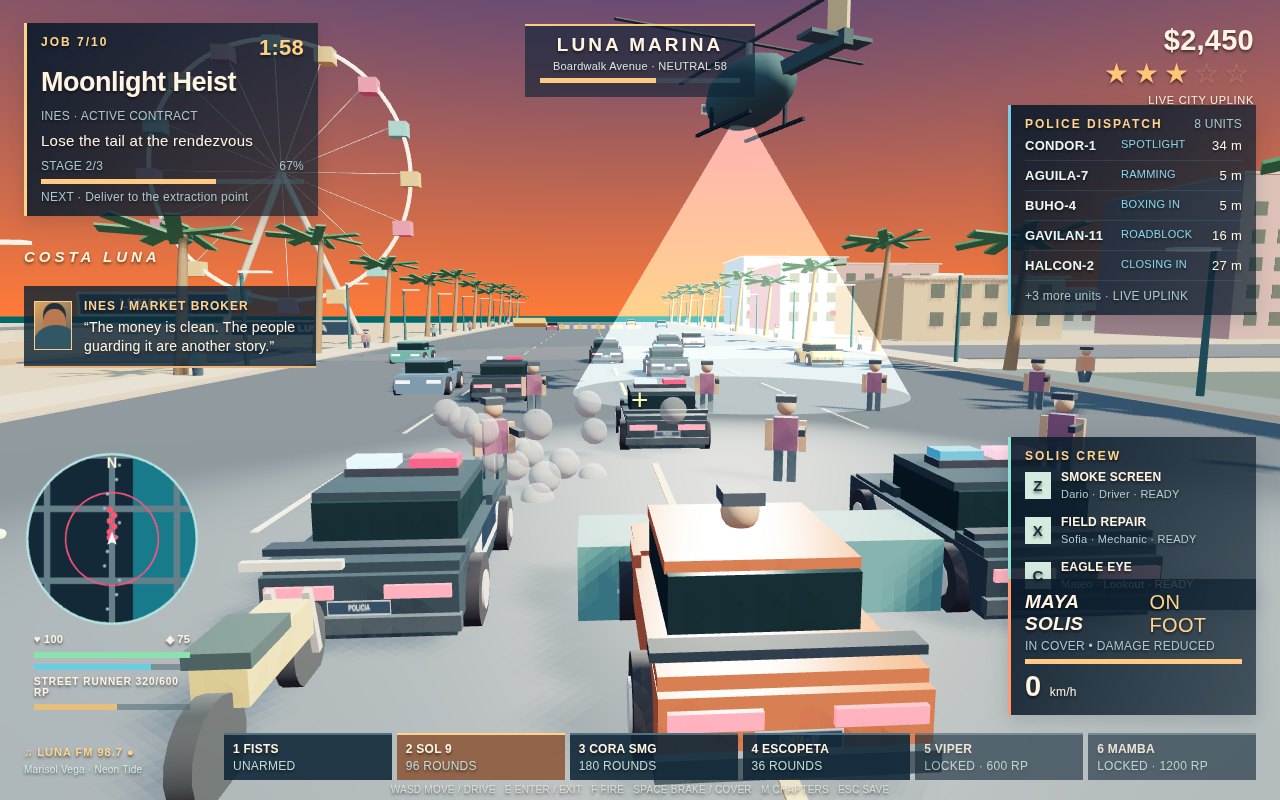 JOB 7/10
1:58
Moonlight Heist
INES · ACTIVE CONTRACT
Lose the tail at the rendezvous
STAGE 2/3
67%
NEXT · Deliver to the extraction point
COSTA LUNA
INES / MARKET BROKER
“The money is clean. The people
guarding it are another story.”
LUNA MARINA
Boardwalk Avenue · NEUTRAL 58
$2,450
★ ★ ★ ☆ ☆
LIVE CITY UPLINK
POLICE DISPATCH 8 UNITS
CONDOR-1 SPOTLIGHT 34 m
AGUILA-7 RAMMING 5 m
BUHO-4 BOXING IN 5 m
GAVILAN-11 ROADBLOCK 16 m
HALCON-2 CLOSING IN 27 m
+3 more units · LIVE UPLINK
POLICIA
N
♥ 100 ◆ 75
STREET RUNNER 320/600
RP
♫ LUNA FM 98.7 ●
Marisol Vega · Neon Tide
SOLIS CREW
Z SMOKE SCREEN
Dario · Driver · READY
X FIELD REPAIR
Sofia · Mechanic · READY
C EAGLE EYE
Mateo · Lookout · READY
MAYA
SOLIS
ON
FOOT
IN COVER • DAMAGE REDUCED
0 km/h
1 FISTS
UNARMED
2 SOL 9
96 ROUNDS
3 CORA SMG
180 ROUNDS
4 ESCOPETA
36 ROUNDS
5 VIPER
LOCKED · 600 RP
6 MAMBA
LOCKED · 1200 RP
WASD MOVE / DRIVE E ENTER / EXIT F FIRE SPACE BRAKE / COVER M CHAPTERS ESC SAVE